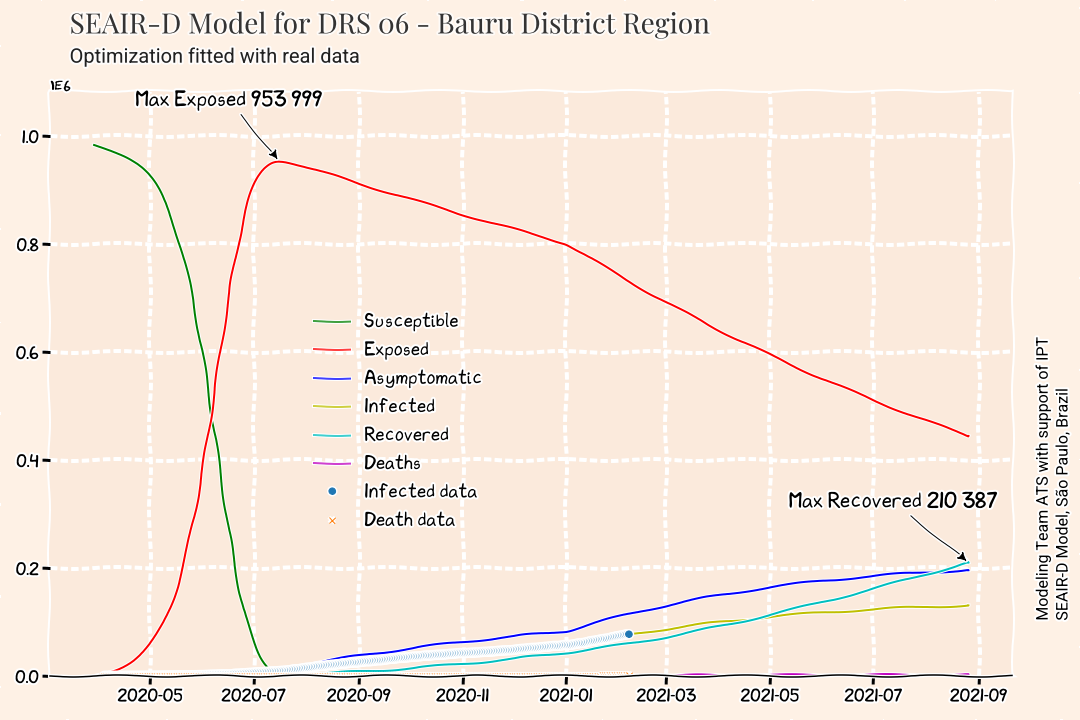 SEAIR-D Model for DRS 06 - Bauru District Region
Optimization fitted with real data
1E6
Max Exposed 953 999
1.0
0.8
0.6
0.4
0.2
0.0
Susceptible
Exposed
Asymptomatic
Infected
Recovered
Deaths
Infected data
Death data
Max Recovered 210 387
2020-05
2020-07
2020-09
2020-11
2021-01
2021-03
2021-05
2021-07
2021-09
Modeling Team ATS with support of IPT
SEAIR-D Model, São Paulo, Brazil